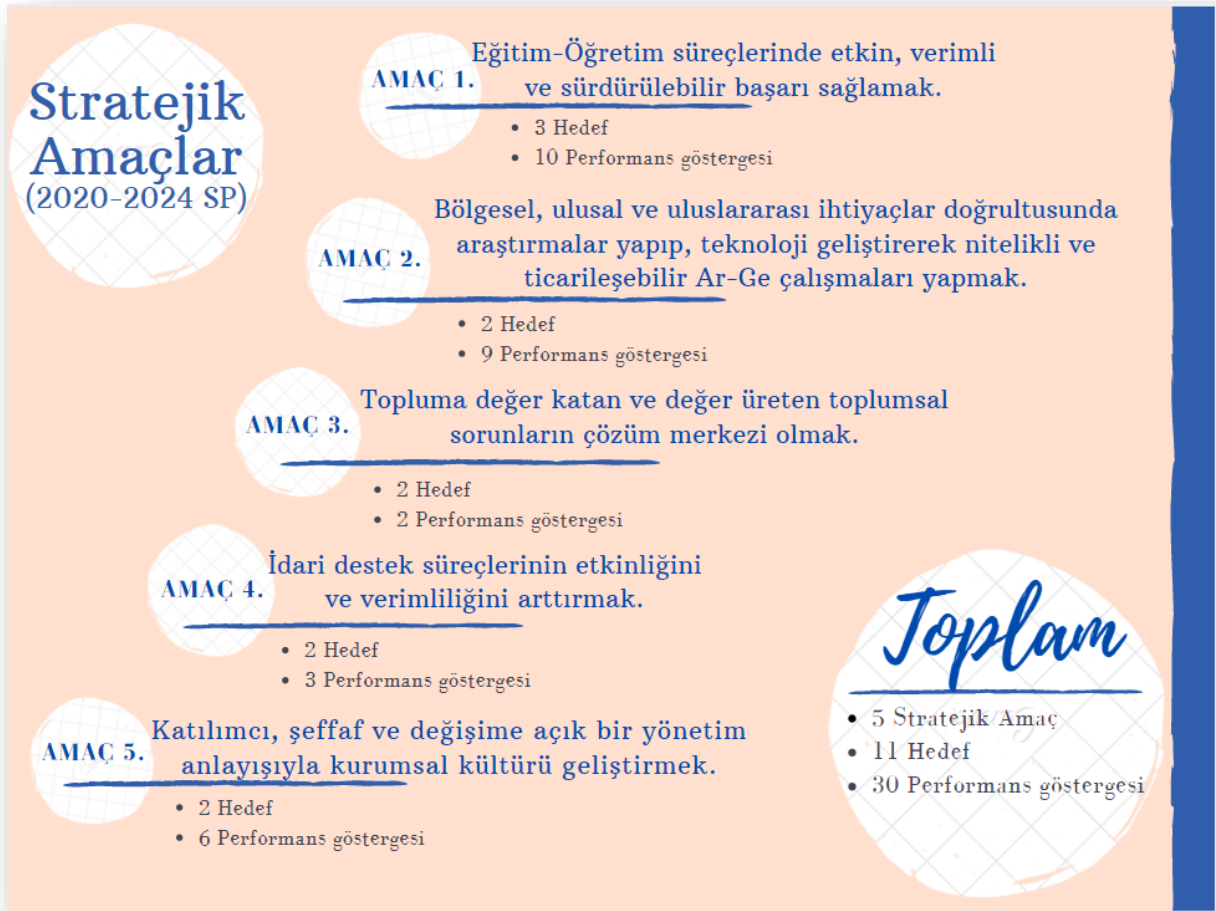 Stratejik
Amaçlar
(2020-2024 SP)
AMAÇ 1.
Eğitim-Öğretim süreçlerinde etkin, verimli
ve sürdürülebilir başarı sağlamak.
• 3 Hedef
• 10 Performans göstergesi
AMAÇ 2.
Bölgesel, ulusal ve uluslararası ihtiyaçlar doğrultusunda
araştırmalar yapıp, teknoloji geliştirerek nitelikli ve
ticarileşebilir Ar-Ge çalışmaları yapmak.
• 2 Hedef
• 9 Performans göstergesi
AMAÇ 3.
Topluma değer katan ve değer üreten toplumsal
sorunların çözüm merkezi olmak.
• 2 Hedef
• 2 Performans göstergesi
AMAÇ 4.
İdari destek süreçlerinin etkinliğini
ve verimliliğini arttırmak.
• 2 Hedef
• 3 Performans göstergesi
AMAÇ 5.
Katılımcı, şeffaf ve değişime açık bir yönetim
anlayışıyla kurumsal kültürü geliştirmek.
• 2 Hedef
• 6 Performans göstergesi
Toplam
• 5 Stratejik Amaç
• 11 Hedef
• 30 Performans göstergesi